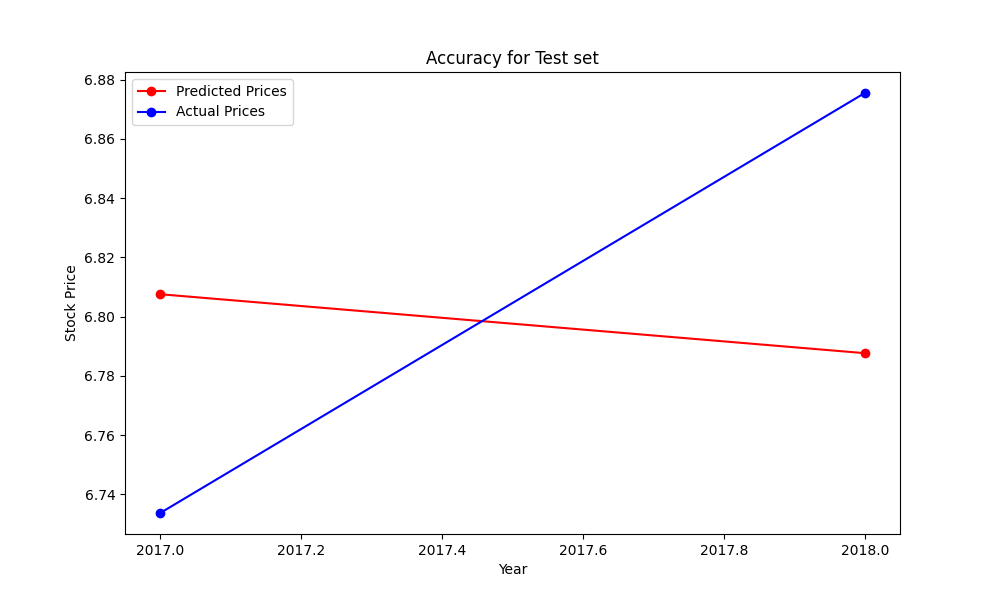 Accuracy for Test set
Predicted Prices
Actual Prices
6.88
6.86
6.84
6.82
6.80
6.78
6.76
6.74
Stock Price
2017.0 2017.2 2017.4 2017.6 2017.8 2018.0
Year